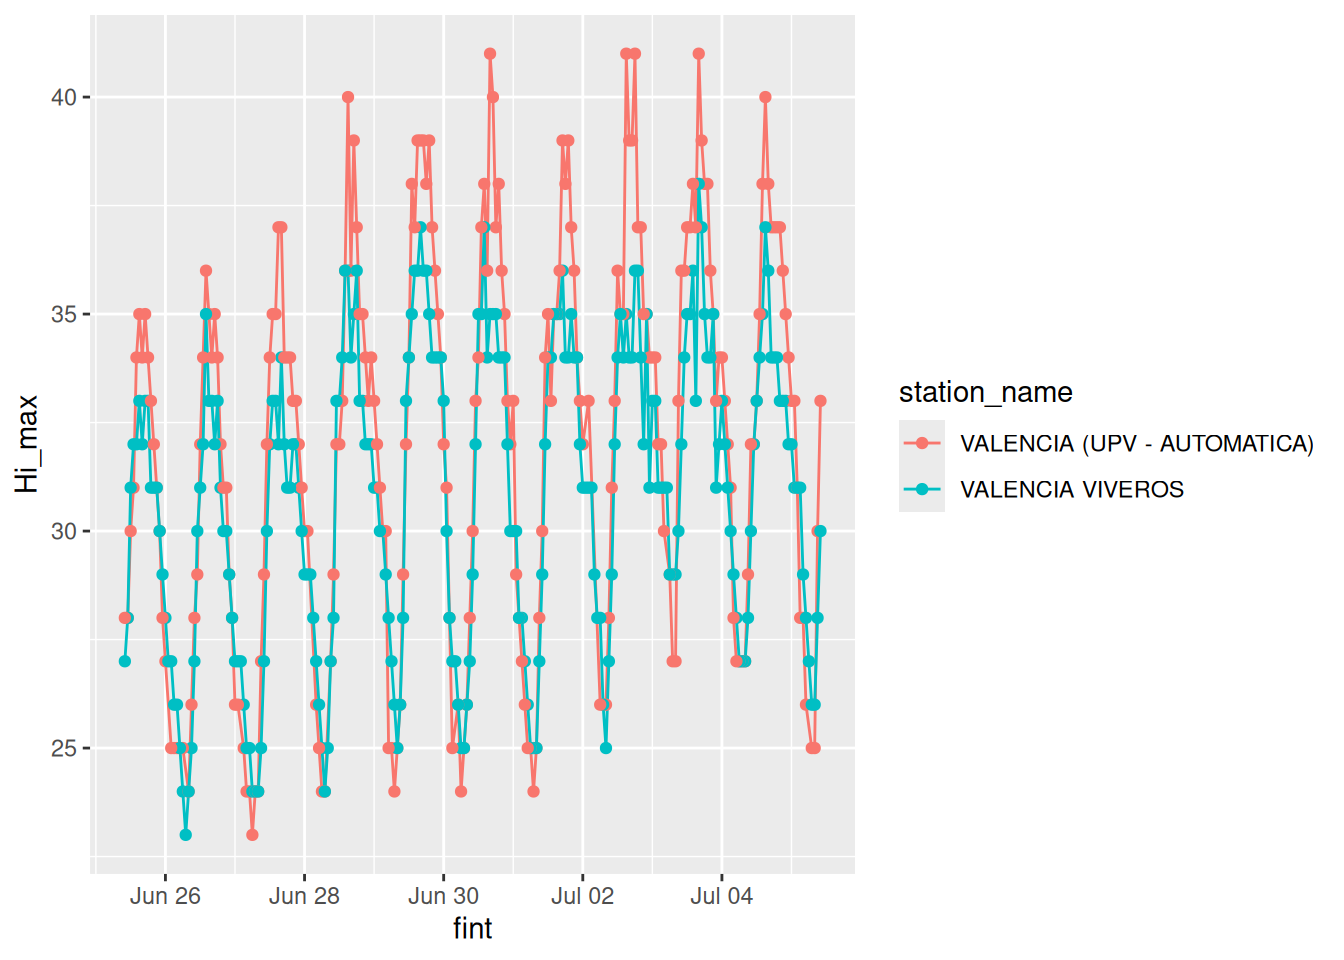 Hi_max
40
35
30
25
Jun 26
Jun 28
Jun 30
Jul 02
Jul 04
fint
station_name
VALENCIA (UPV - AUTOMATICA)
VALENCIA VIVEROS